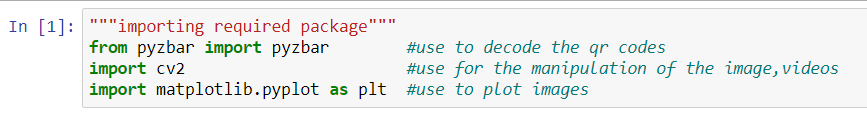 In [1]: """importing required package"""
from pyzbar import pyzbar #use to decode the qr codes
import cv2 #use for the manipulation of the image,videos
import matplotlib.pyplot as plt #use to plot images